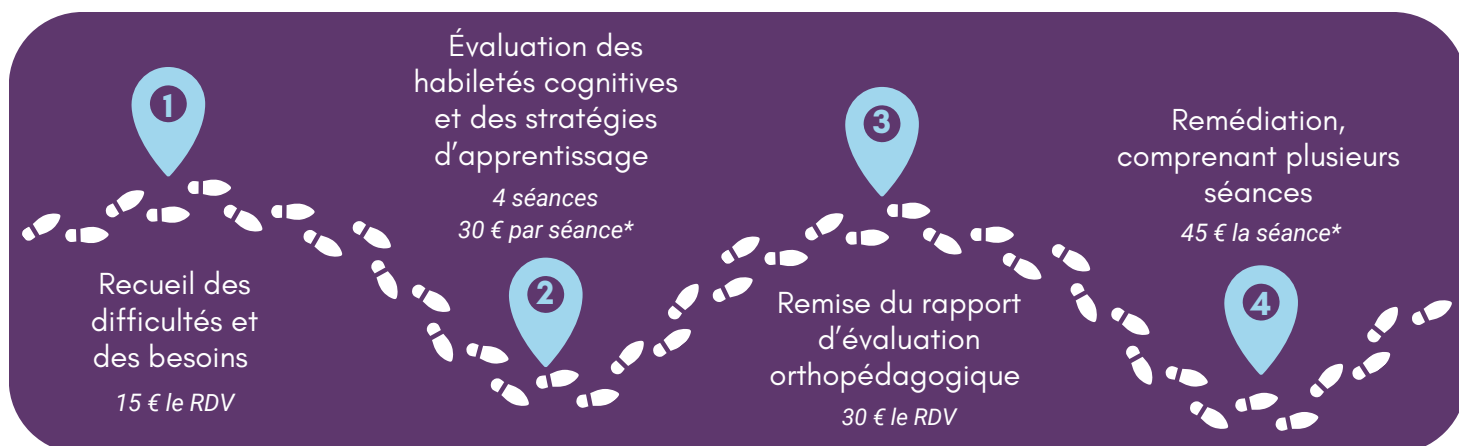 1
Recueil des
difficultés et
des besoins
15 € le RDV
Évaluation des
habiletés cognitives
et des stratégies
d'apprentissage
4 séances
30 € par séance*
2
3
Remise du rapport
d'évaluation
orthopédagogique
30 € le RDV
Remédiation,
comprenant plusieurs
séances
45 € la séance*
4